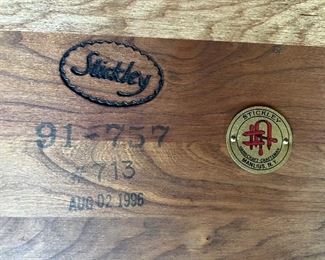 Stickley
91-757
#713
AUG 02 1996
STICKLEY
MANLIUS, N.Y.